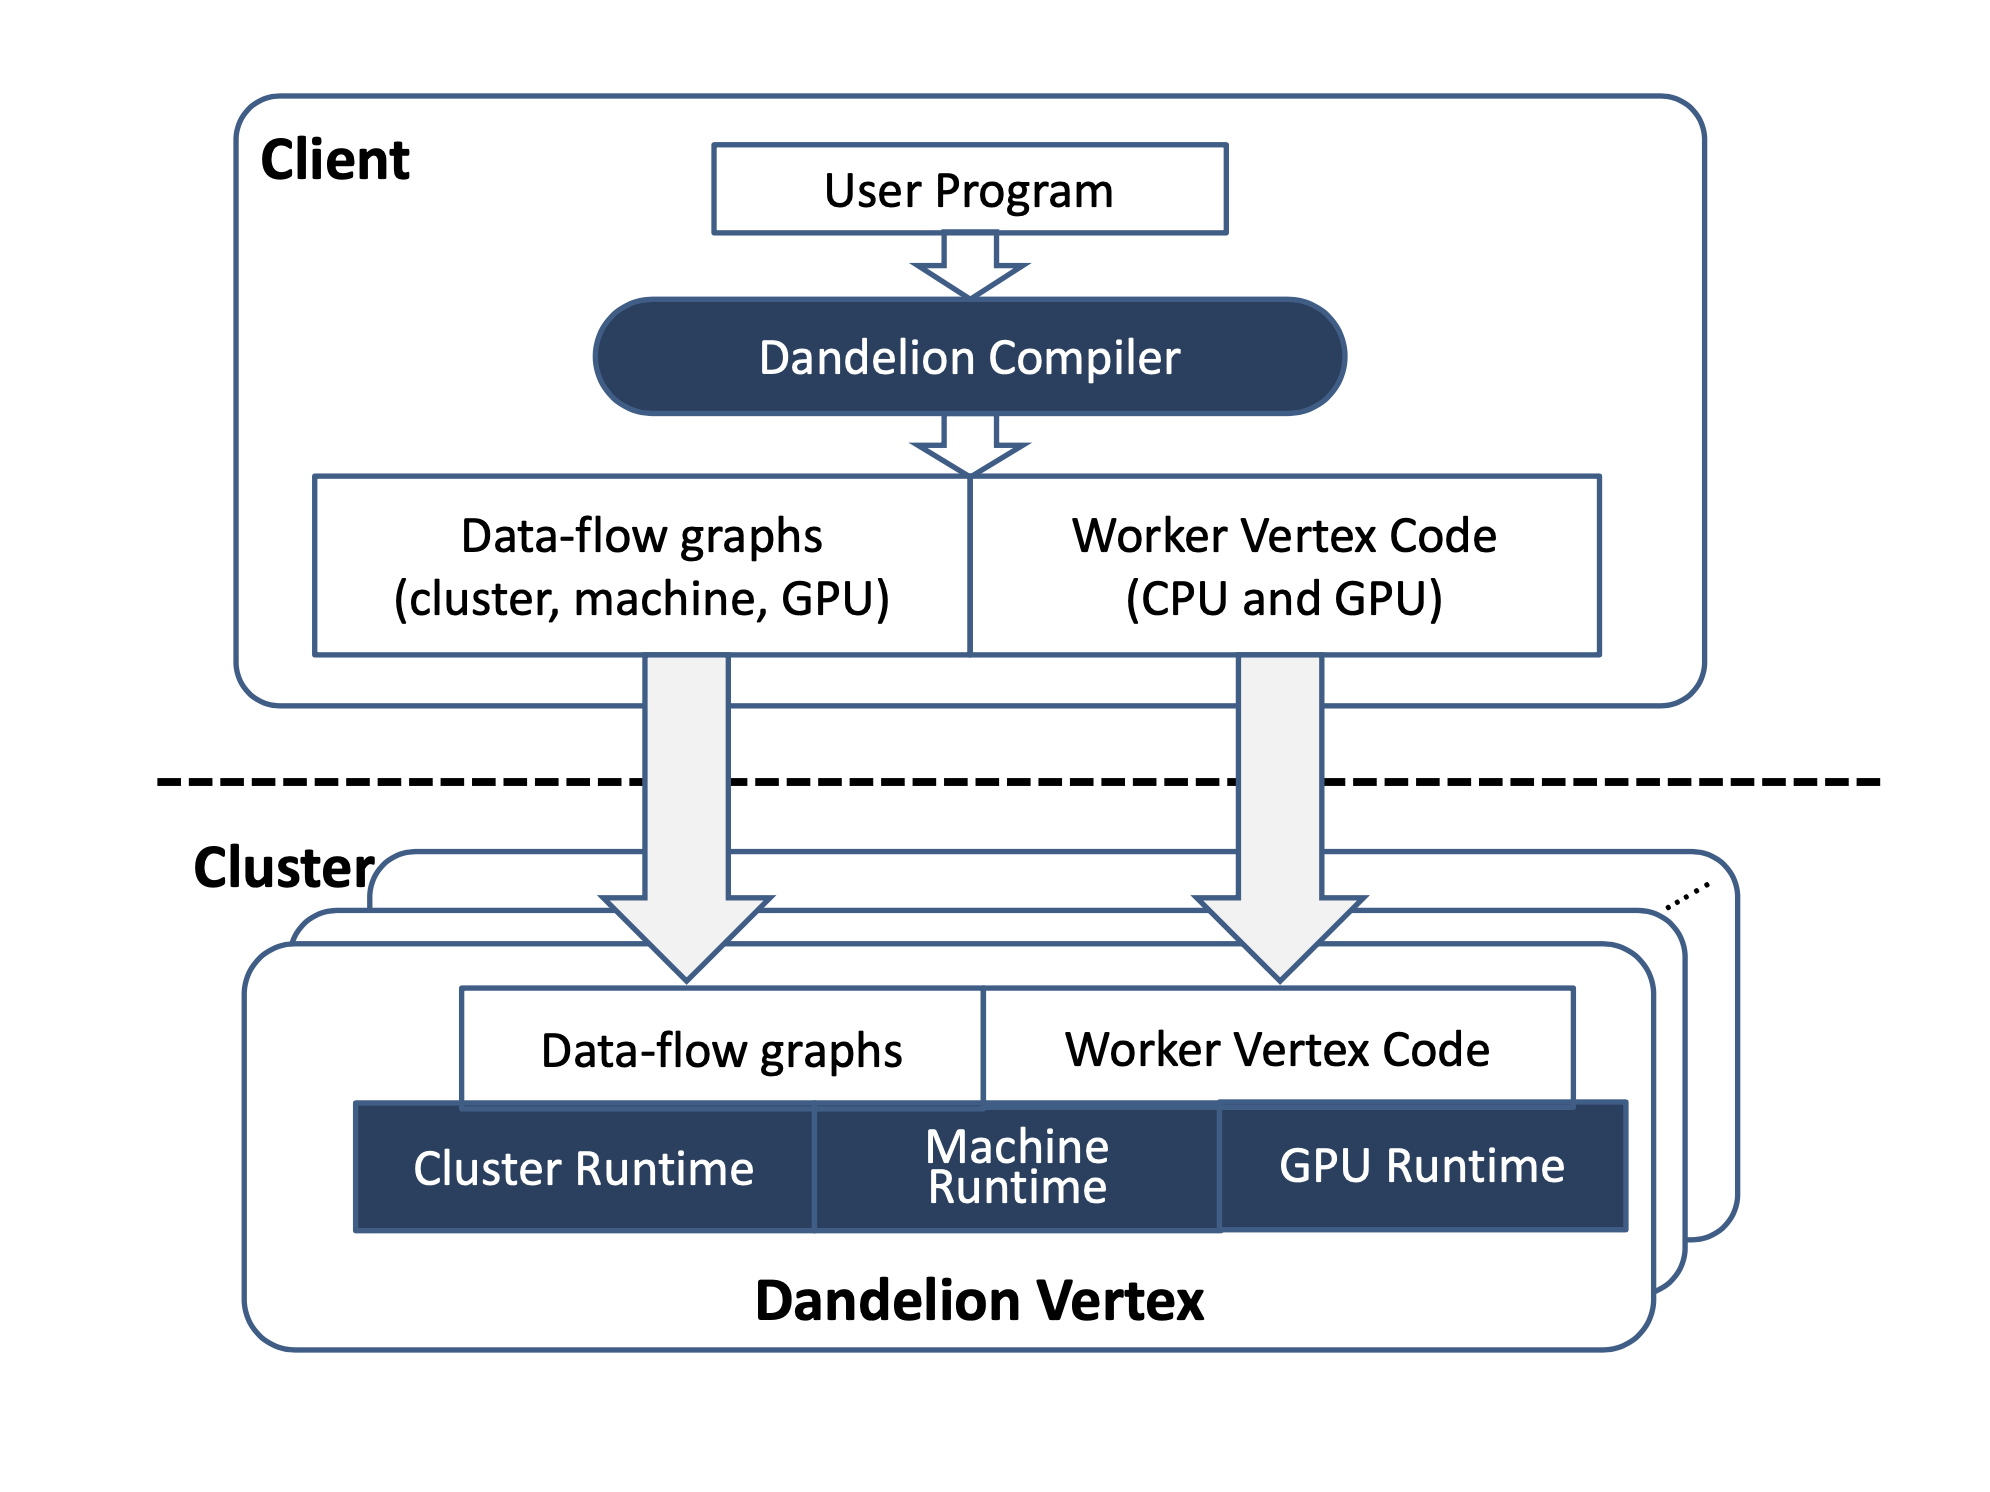 Client
User Program
Dandelion Compiler
Data-flow graphs
(cluster, machine, GPU)
Worker Vertex Code
(CPU and GPU)
Cluster
Data-flow graphs
Worker Vertex Code
Cluster Runtime
Machine
Runtime
GPU Runtime
Dandelion Vertex